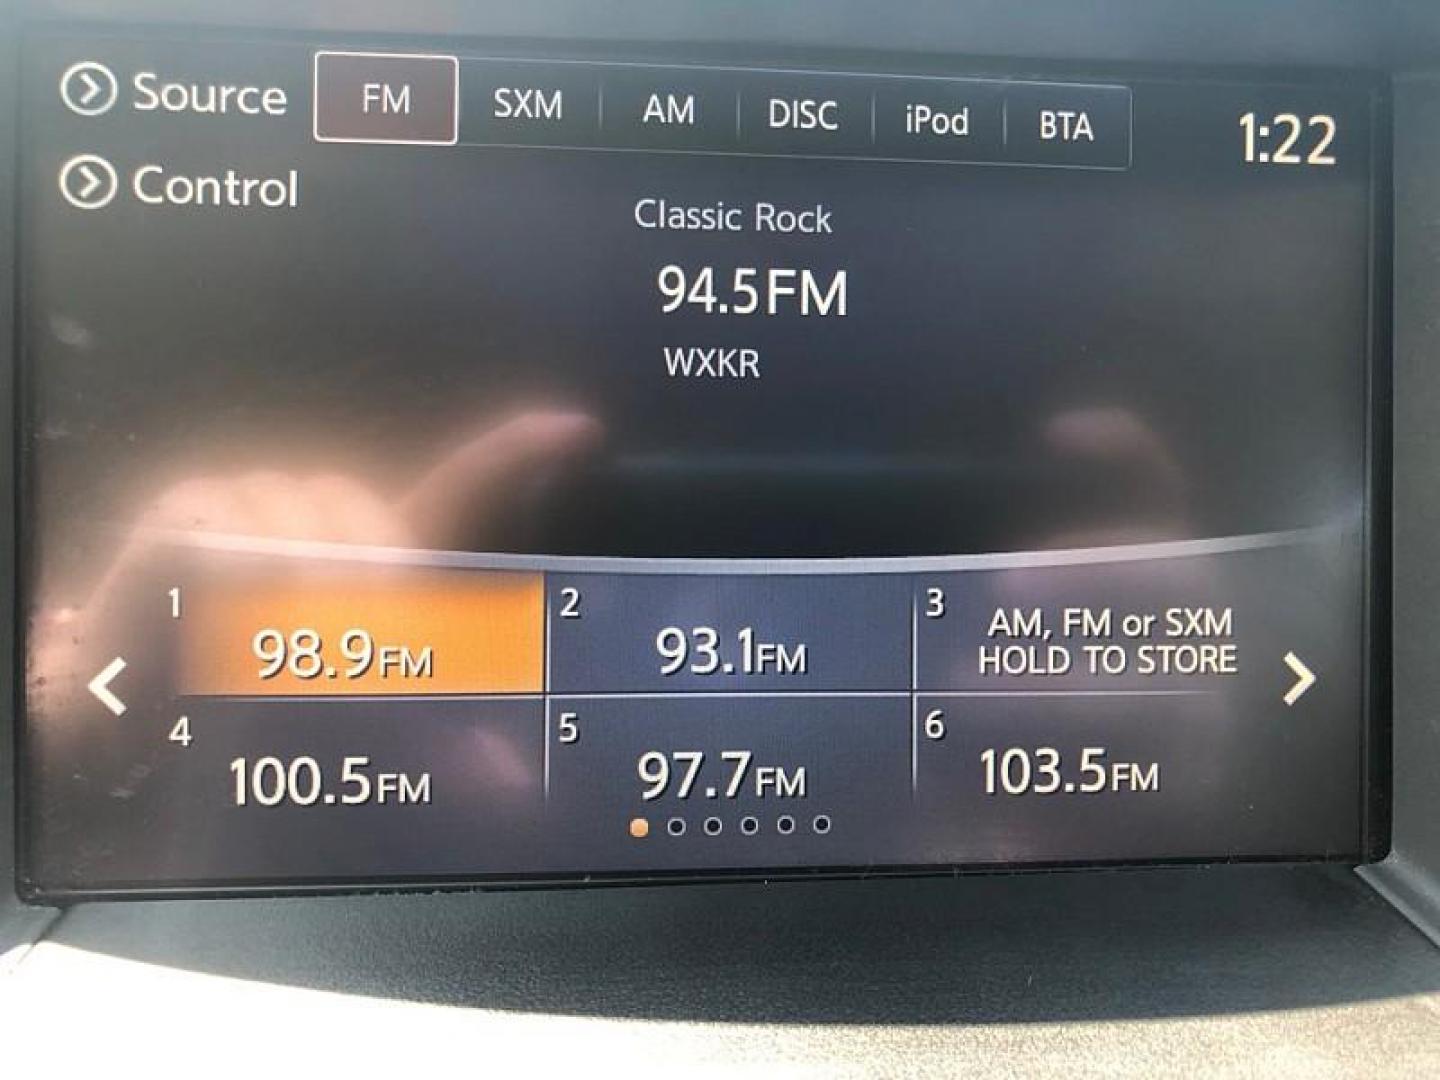 Source FM SXM AM DISC iPod BTA 1:22
Control
Classic Rock
94.5FM
WXKR
1 98.9FM
2 93.1FM
3 AM, FM or SXM
HOLD TO STORE
4 100.5FM
5 97.7FM
6 103.5FM